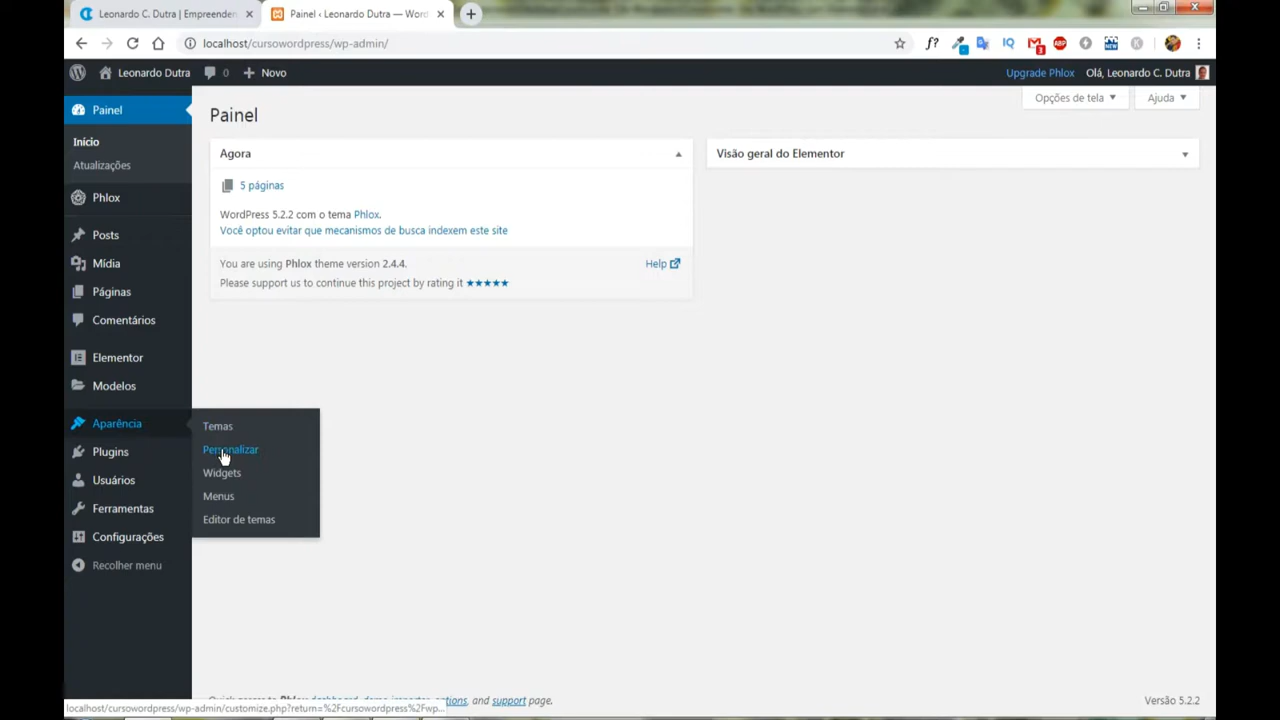 Leonardo C. Dutra | Empreenden
Painel ‹ Leonardo Dutra — Word
localhost/cursowordpress/wp-admin/
Leonardo Dutra
0
Novo
Upgrade Phlox
Olá, Leonardo C. Dutra
Painel
Início
Atualizações
Phlox
Posts
Mídia
Páginas
Comentários
Elementor
Modelos
Aparência
Plugins
Usuários
Ferramentas
Configurações
Recolher menu
Temas
Personalizar
Widgets
Menus
Editor de temas
Opções de tela
Ajuda
Painel
Agora
5 páginas
WordPress 5.2.2 com o tema Phlox.
Você optou evitar que mecanismos de busca indexem este site
You are using Phlox theme version 2.4.4.
Help
Please support us to continue this project by rating it ★★★★★
Visão geral do Elementor
and support page.
Versão 5.2.2
localhost/cursowordpress/wp-admin/customize.php?return=%2Fcursowordpress%2Fwp...